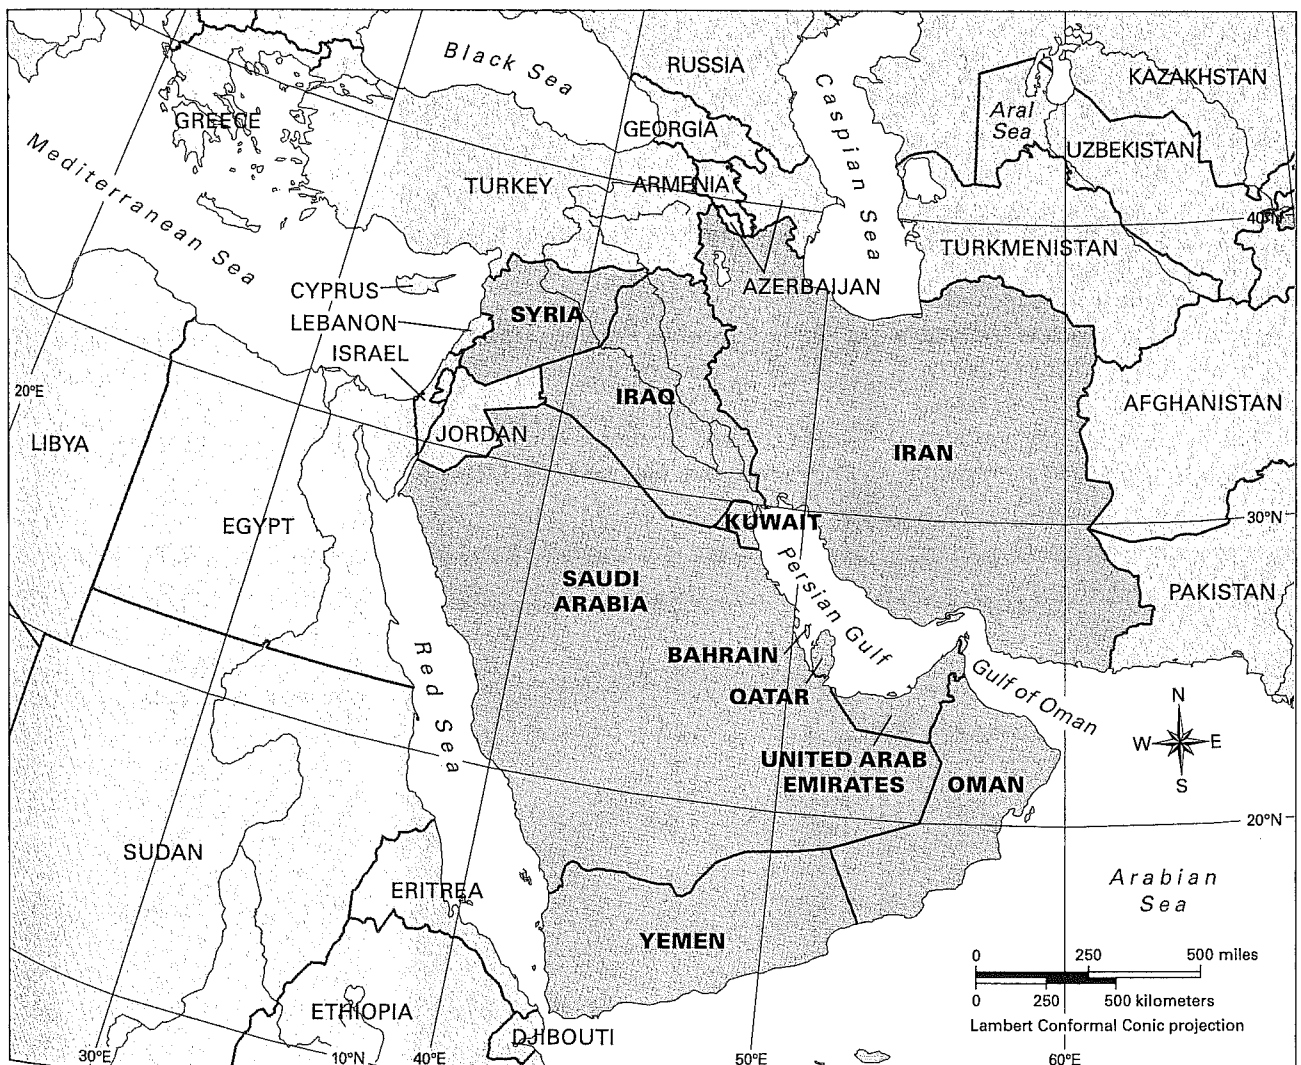 Black Sea
RUSSIA
Caspian Sea
KAZAKHSTAN
Aral
Sea
GREECE
GEORGIA
UZBEKISTAN
Mediterranean Sea
TURKEY
ARMENIA
40°N
TURKMENISTAN
CYPRUS
AZERBAIJAN
LEBANON
SYRIA
ISRAEL
20°E
IRAQ
AFGHANISTAN
LIBYA
JORDAN
IRAN
EGYPT
KUWAIT
30°N
SAUDI
ARABIA
Persian Gulf
PAKISTAN
Red Sea
BAHRAIN
QATAR
Gulf of Oman
N
W
E
S
UNITED ARAB
EMIRATES
OMAN
20°N
SUDAN
ERITREA
Arabian
Sea
YEMEN
0 250 500 miles
0 250 500 kilometers
Lambert Conformal Conic projection
ETHIOPIA
DJIBOUTI
30°E
10°N
40°E
50°E
60°E